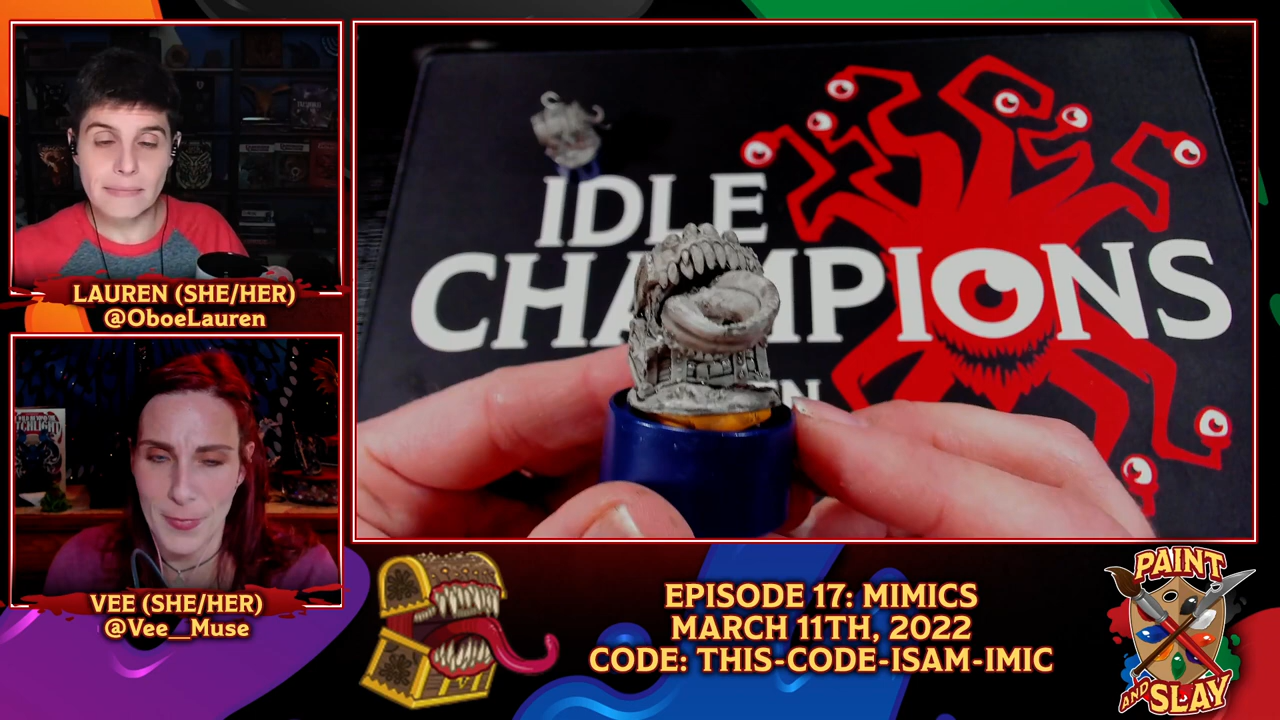 LAUREN (SHE/HER)
@OboeLauren
VEE (SHE/HER)
@Vee__Muse
IDLE
CHAMPIONS
EPISODE 17: MIMICS
MARCH 11TH, 2022
CODE: THIS-CODE-ISAM-IMIC
PAINT
AND SLAY